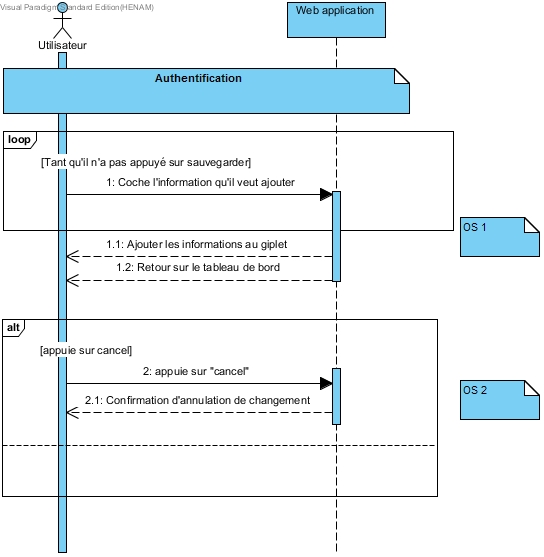 Visual Paradigm Standard Edition(HENAM)
Web application
Utilisateur
Authentification
loop
[Tant qu'il n'a pas appuyé sur sauvegarder]
1: Coche l'information qu'il veut ajouter
OS 1
1.1: Ajouter les informations au giplet
1.2: Retour sur le tableau de bord
alt
[appuie sur cancel]
2: appuie sur "cancel"
OS 2
2.1: Confirmation d'annulation de changement